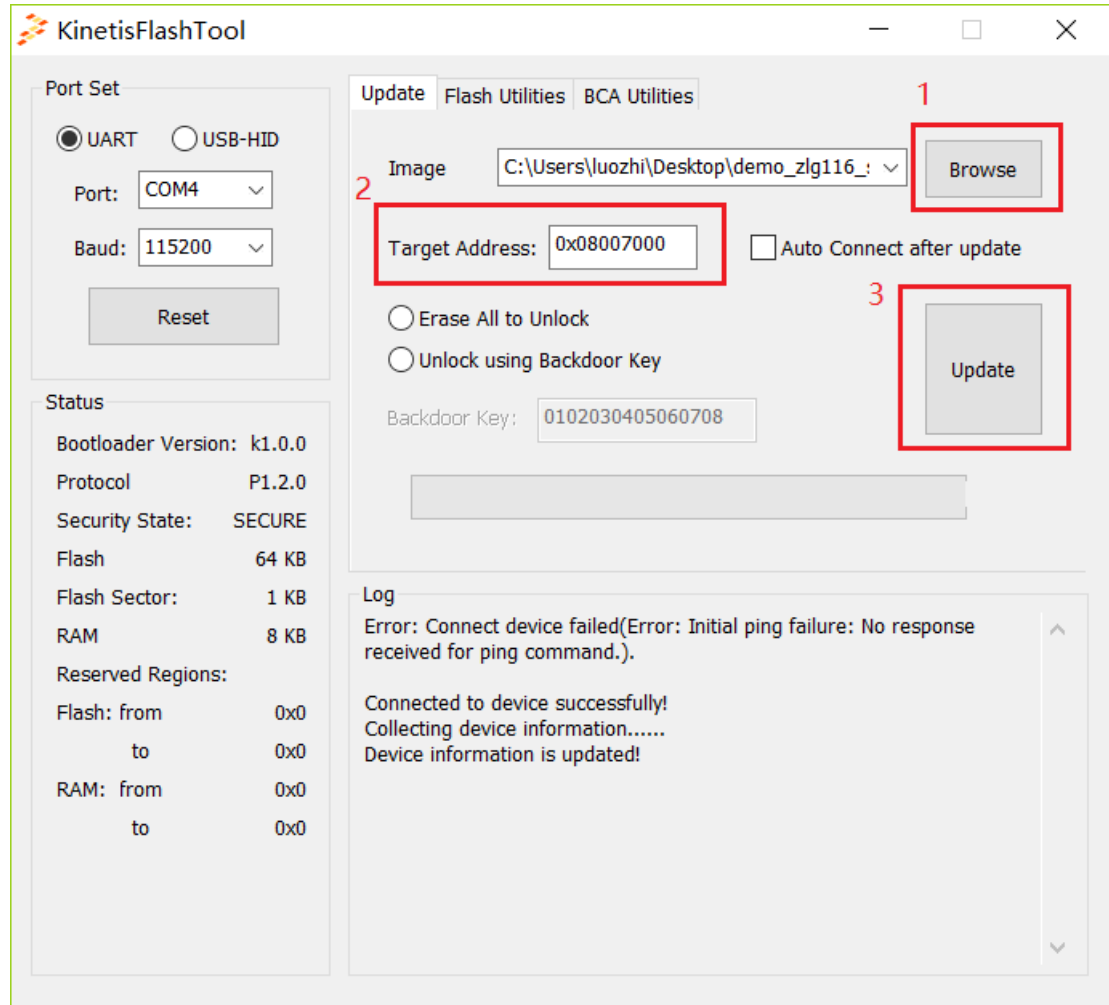 KinetisFlashTool
Port Set
UART
USB-HID
Port:
COM4
Baud:
115200
Reset
Status
Bootloader Version: k1.0.0
Protocol P1.2.0
Security State: SECURE
Flash 64 KB
Flash Sector: 1 KB
RAM 8 KB
Reserved Regions:
Flash: from 0x0
to 0x0
RAM: from 0x0
to 0x0
Update Flash Utilities BCA Utilities
1
Image C:\Users\luozhi\Desktop\demo_zlg116_ Browse
2
Target Address: 0x08007000 Auto Connect after update
3
Erase All to Unlock
Unlock using Backdoor Key
Update
Backdoor Key: 0102030405060708
Log
Error: Connect device failed(Error: Initial ping failure: No response
received for ping command.).
Connected to device successfully!
Collecting device information......
Device information is updated!